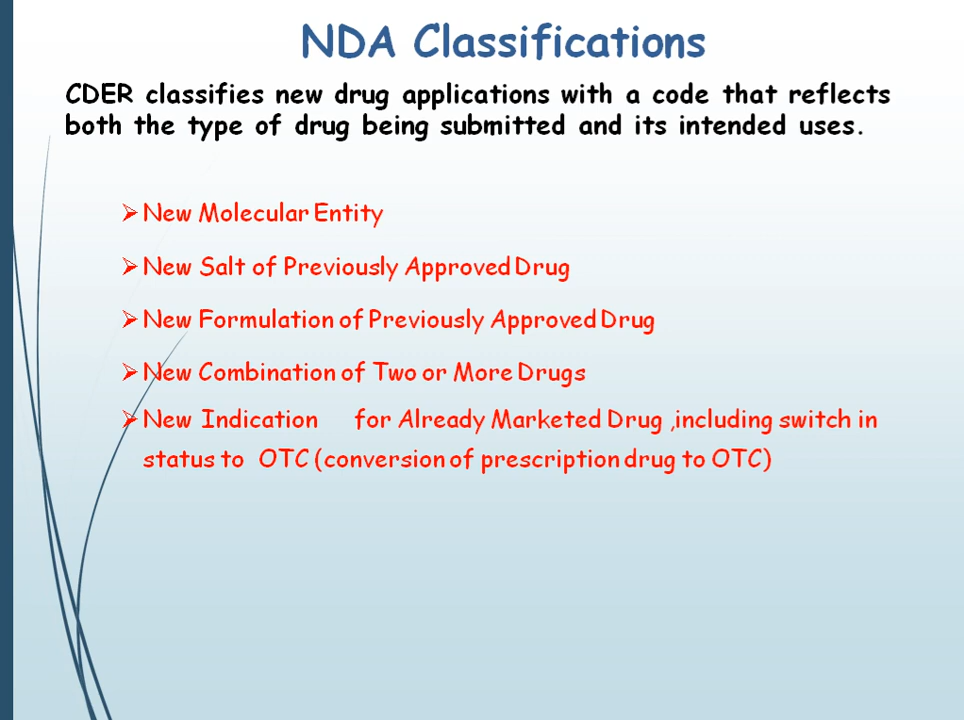 NDA Classifications
CDER classifies new drug applications with a code that reflects
both the type of drug being submitted and its intended uses.
New Molecular Entity
New Salt of Previously Approved Drug
New Formulation of Previously Approved Drug
New Combination of Two or More Drugs
New Indication for Already Marketed Drug ,including switch in
status to OTC (conversion of prescription drug to OTC)